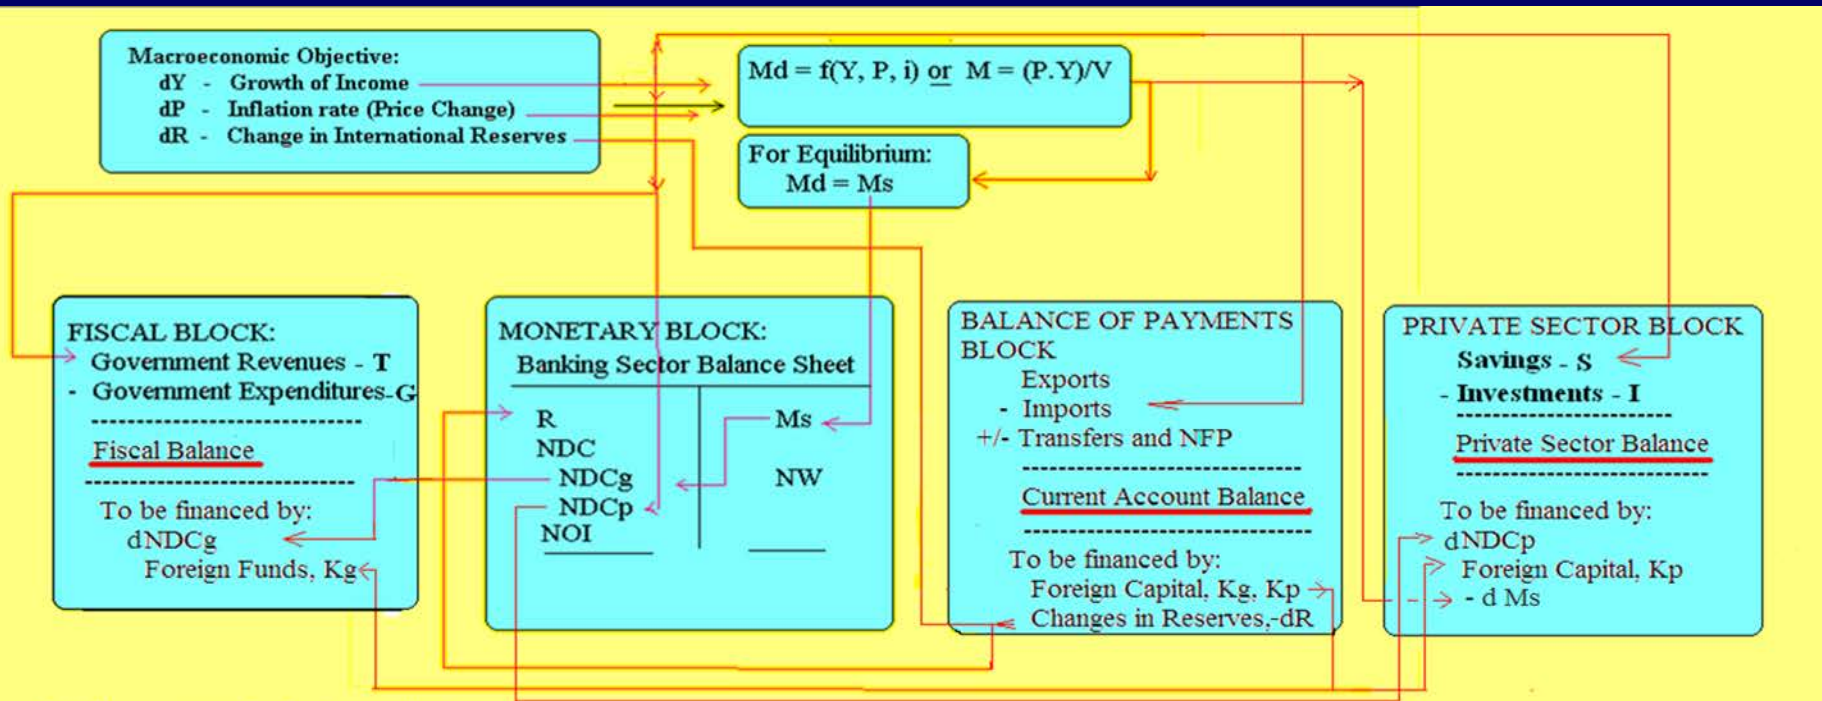 Macroeconomic Objective:
dY - Growth of Income
dP - Inflation rate (Price Change)
dR - Change in International Reserves
Md = f(Y, P, i) or M = (P.Y)/V
For Equilibrium:
Md = Ms
FISCAL BLOCK:
Government Revenues - T
- Government Expenditures-G
Fiscal Balance
To be financed by:
dNDCg
Foreign Funds, Kg
MONETARY BLOCK:
Banking Sector Balance Sheet
R
Ms
NDC
NDCg
NW
NDCp
NOI
BALANCE OF PAYMENTS
BLOCK
Exports
- Imports
+/- Transfers and NFP
Current Account Balance
To be financed by:
Foreign Capital, Kg, Kp
Changes in Reserves,-dR
PRIVATE SECTOR BLOCK
Savings - S
- Investments - I
Private Sector Balance
To be financed by:
dNDCp
Foreign Capital, Kp
- d Ms